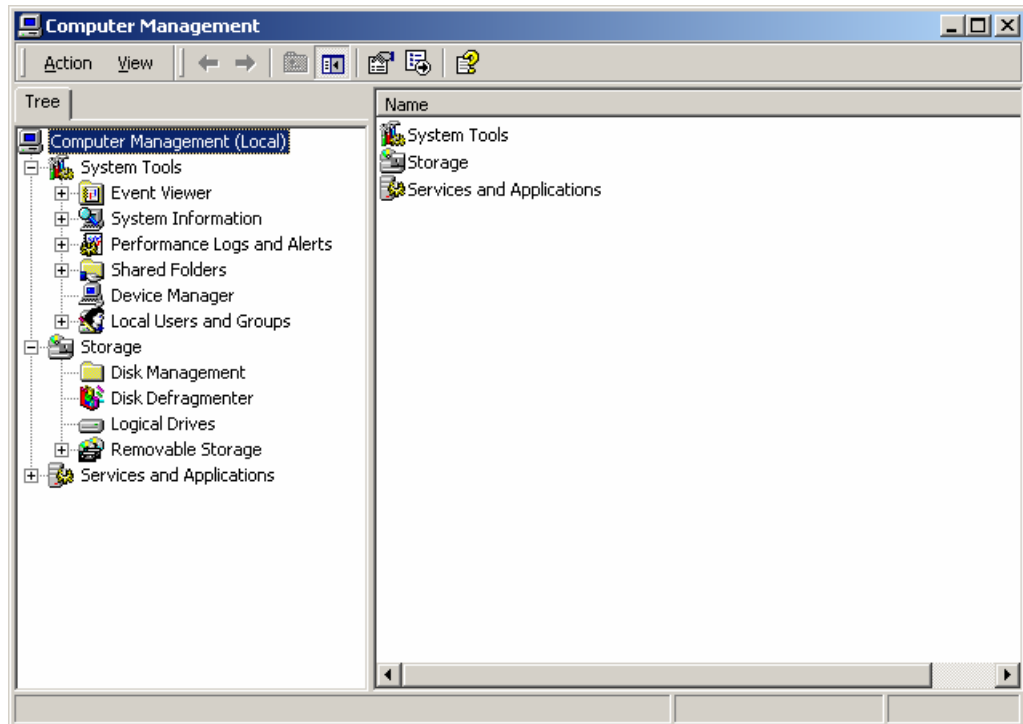 Computer Management
Action View
Tree
Computer Management (Local)
System Tools
Event Viewer
System Information
Performance Logs and Alerts
Shared Folders
Device Manager
Local Users and Groups
Storage
Disk Management
Disk Defragmenter
Logical Drives
Removable Storage
Services and Applications
Name
System Tools
Storage
Services and Applications